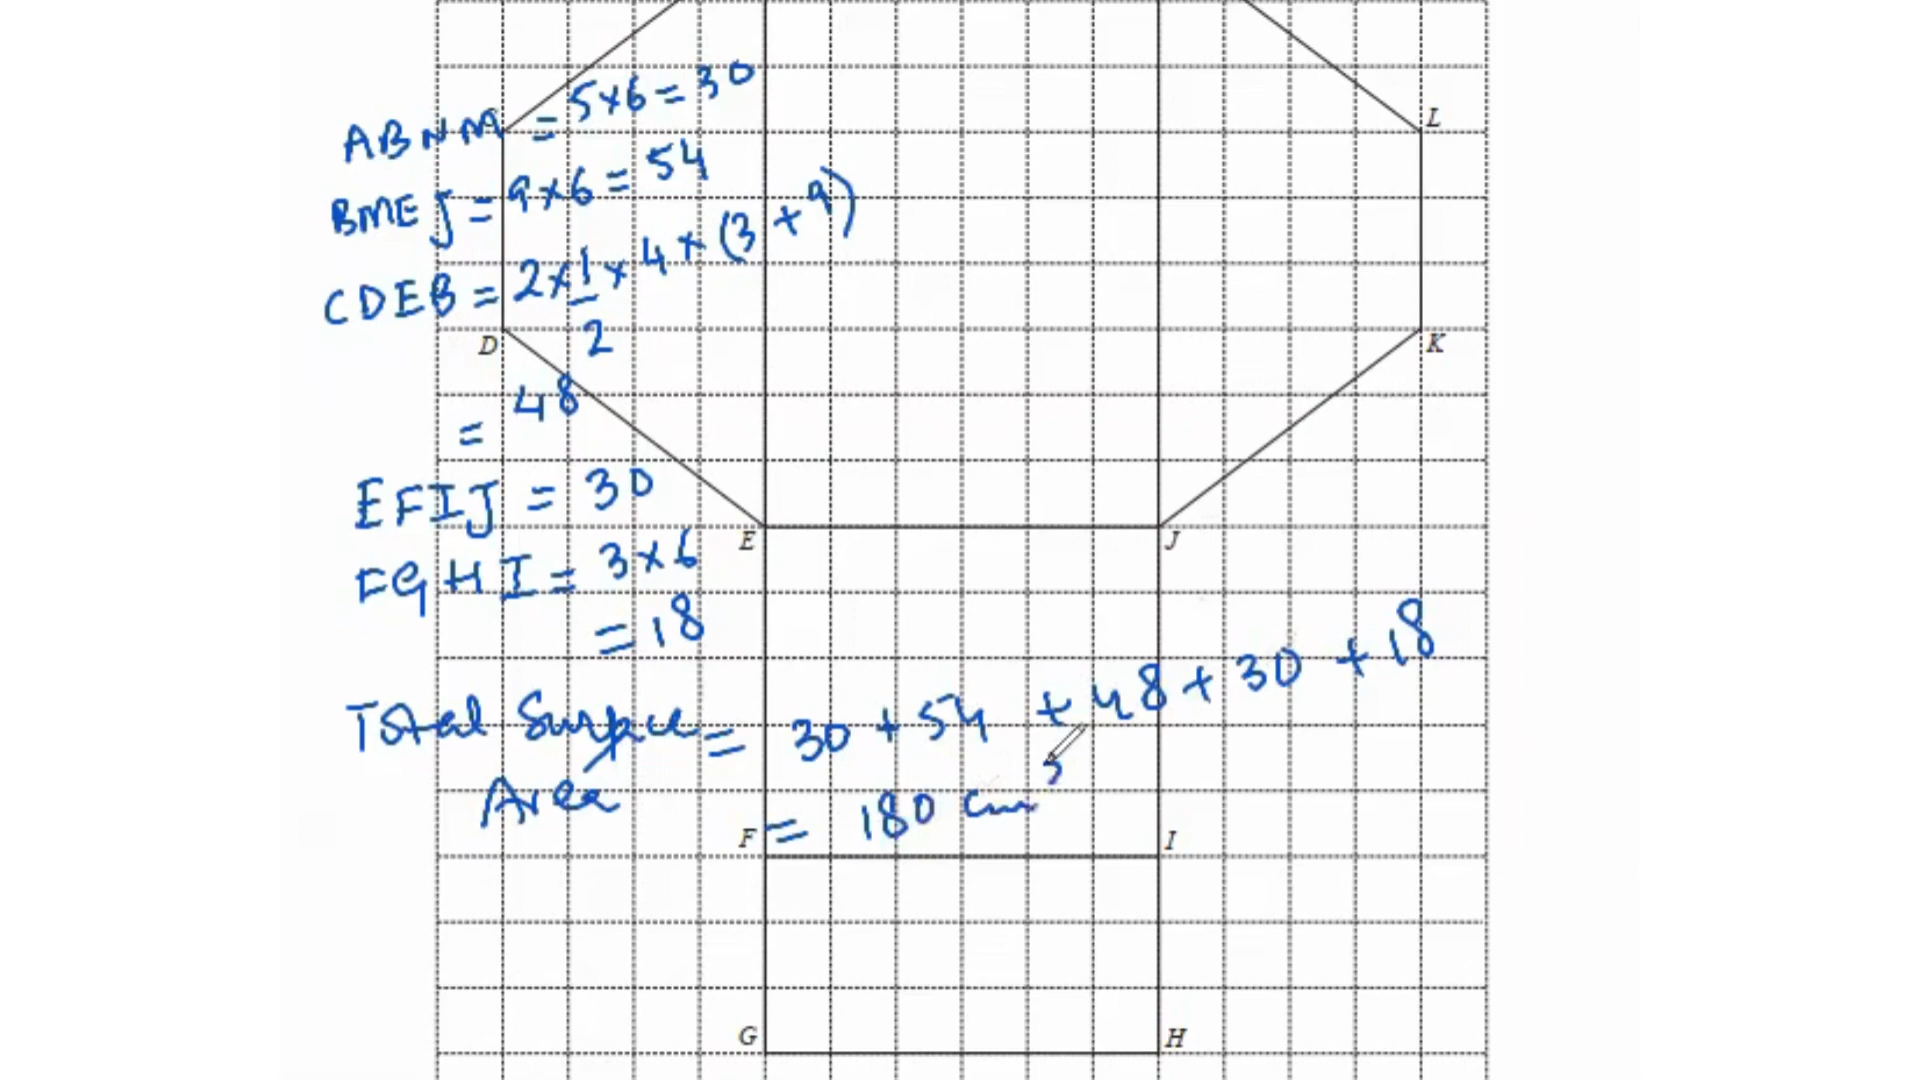 L
ABNM = 5×6=30
BMEJ = 9×6= 54
CDEB = 2×1/2×4×(3+9)
D
K
= 48
EFIJ = 30
E
J
FGHI = 3×6
=18
Total Surface Area = 30+54 +48+30+18
= 180 cm
F
I
G
H